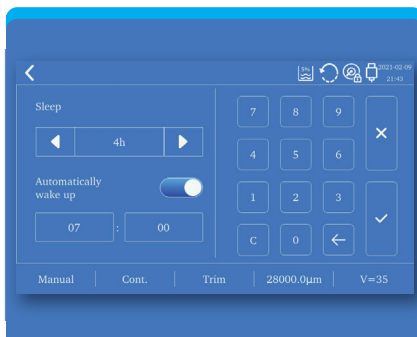 3%
2021-02-09
21:43
Sleep
4h
Automatically
wake up
07 : 00
7 8 9
4 5 6
1 2 3
C 0
Manual Cont. Trim 28000.0μm V=35